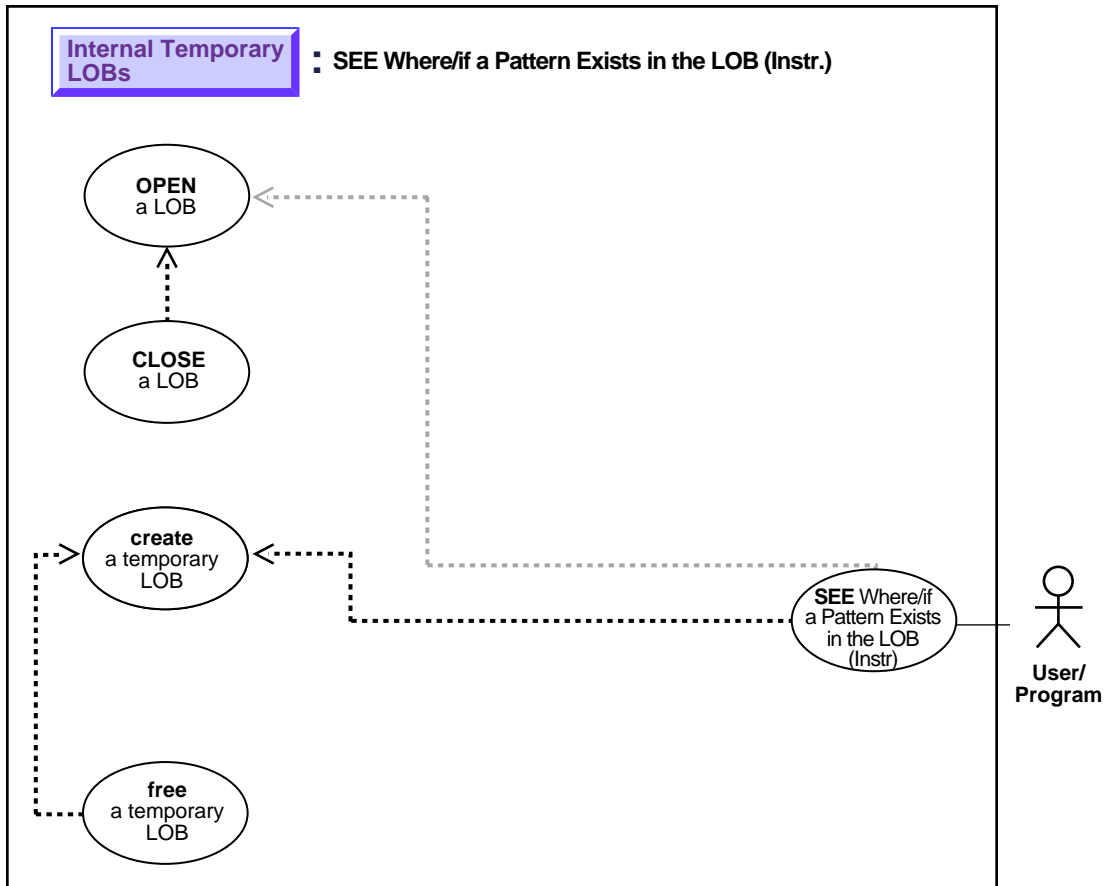 Internal Temporary
LOBs
: SEE Where/if a Pattern Exists in the LOB (Instr.)
OPEN
a LOB
CLOSE
a LOB
create
a temporary
LOB
SEE Where/if
a Pattern Exists
in the LOB
(Instr)
User/
Program
free
a temporary
LOB